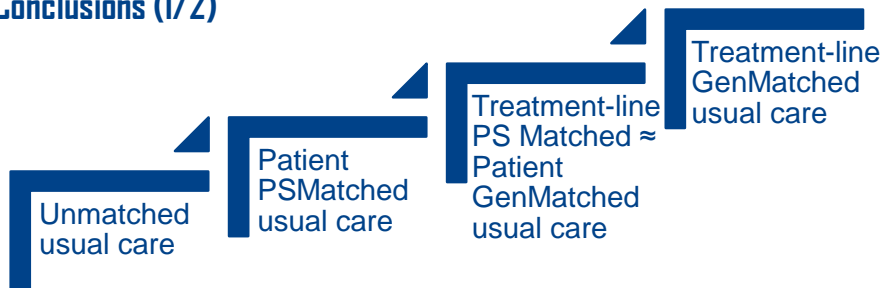 Conclusions (1/2)
Unmatched
usual care
Patient
PSMatched
usual care
Treatment-line
PS Matched ≈
Patient
GenMatched
usual care
Treatment-line
GenMatched
usual care